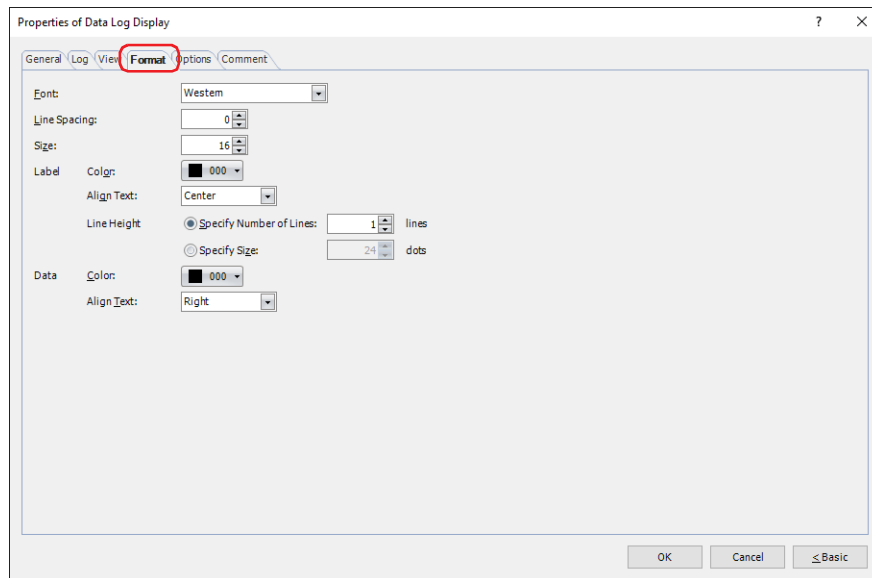 Properties of Data Log Display ?
General Log View Format Options Comment
Font: Western
Line Spacing: 0
Size: 16
Label Color: 000
Align Text: Center
Line Height Specify Number of Lines: 1 lines
Specify Size: 24 dots
Data Color: 000
Align Text: Right
OK Cancel < Basic